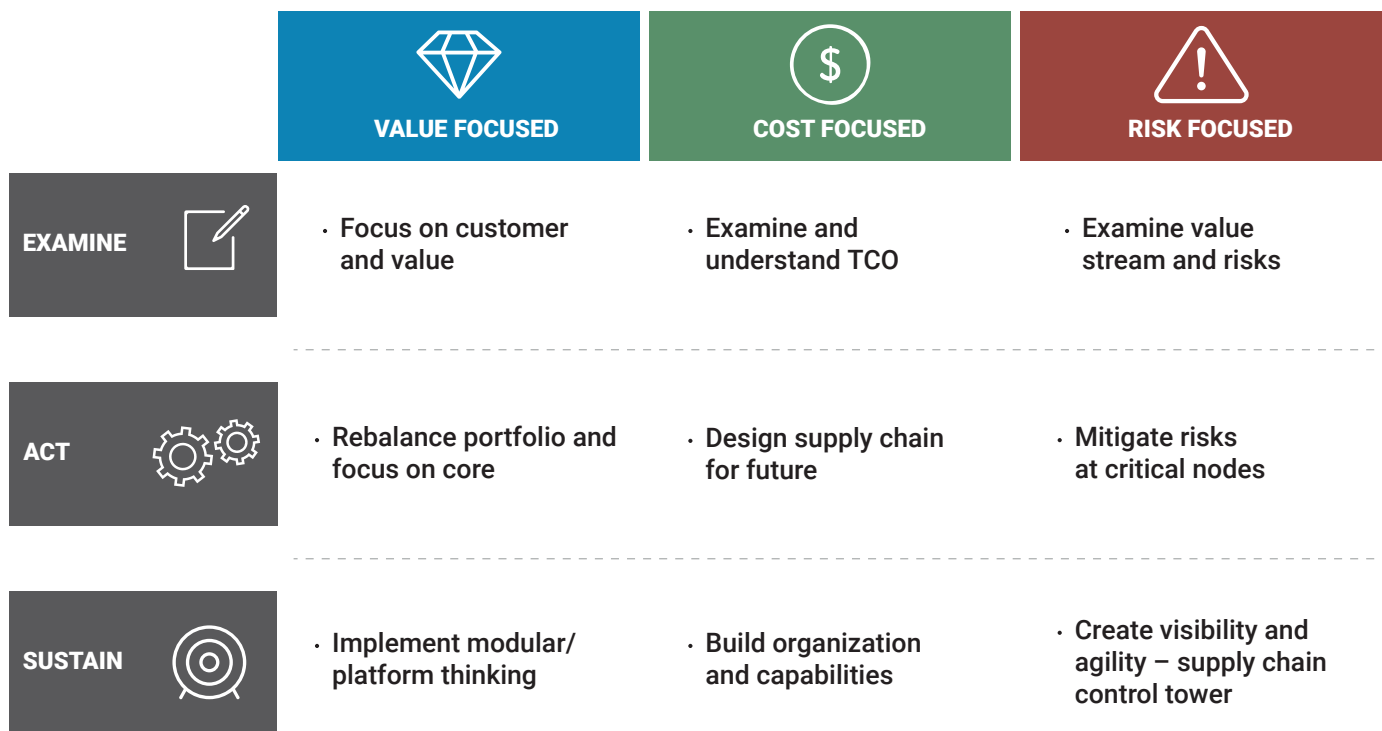 VALUE FOCUSED
$
COST FOCUSED
!
RISK FOCUSED
EXAMINE
· Focus on customer
and value
· Examine and
understand TCO
· Examine value
stream and risks
ACT
· Rebalance portfolio and
focus on core
· Design supply chain
for future
· Mitigate risks
at critical nodes
SUSTAIN
· Implement modular/
platform thinking
· Build organization
and capabilities
· Create visibility and
agility – supply chain
control tower